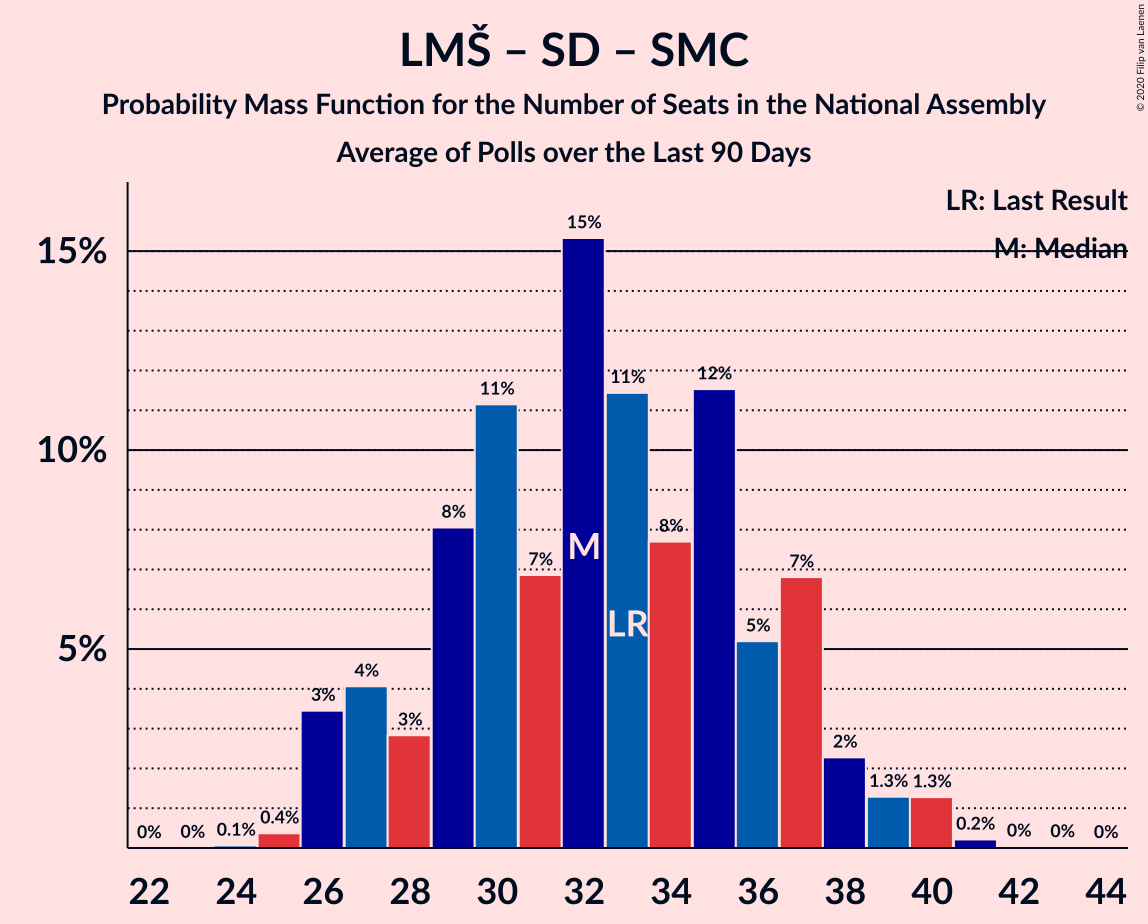 LMŠ – SD – SMC
Probability Mass Function for the Number of Seats in the National Assembly
Average of Polls over the Last 90 Days
© 2020 Filip van Laenen
LR: Last Result
M: Median
15%
10%
5%
0%
0%
0.1%
0.4%
3%
4%
3%
8%
11%
7%
15%
11%
8%
12%
5%
7%
2%
1.3%
1.3%
0.2%
0%
0%
0%
M
LR
22 24 26 28 30 32 34 36 38 40 42 44